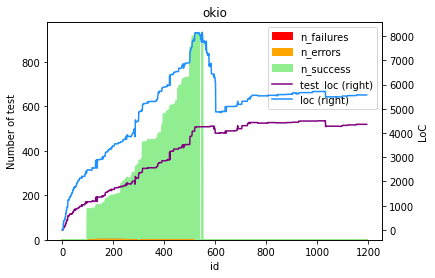 okio
n_failures
n_errors
n_success
test_loc (right)
loc (right)
Number of test
0
200
400
600
800
0
1000
2000
3000
4000
5000
6000
7000
8000
LoC
0
200
400
600
800
1000
1200
id